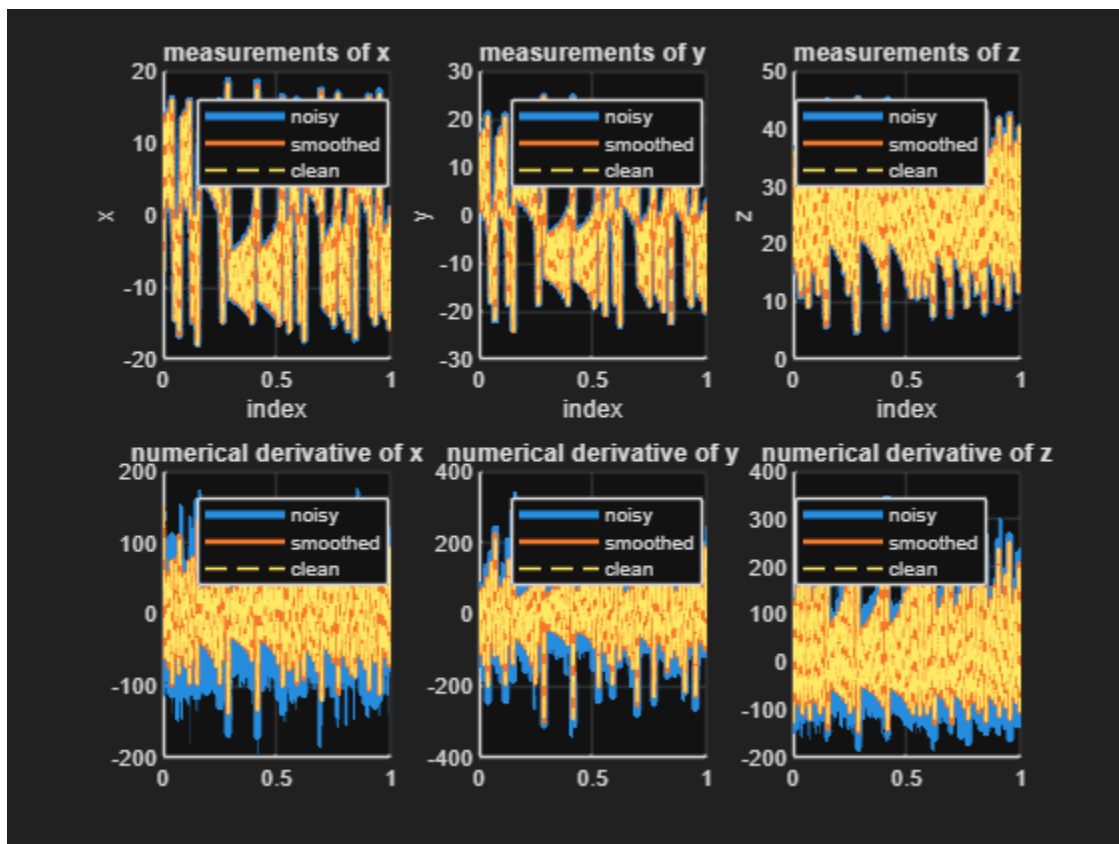 measurements of x
20
10
0
-10
-20
x
noisy
smoothed
clean
0 0.5 1
index
measurements of y
30
20
10
0
-10
-20
-30
y
noisy
smoothed
clean
0 0.5 1
index
measurements of z
50
40
30
20
10
0
z
noisy
smoothed
clean
0 0.5 1
index
numerical derivative of x
200
100
0
-100
-200
noisy
smoothed
clean
0 0.5 1
numerical derivative of y
400
200
0
-200
-400
noisy
smoothed
clean
0 0.5 1
numerical derivative of z
400
300
200
100
0
-100
-200
noisy
smoothed
clean
0 0.5 1